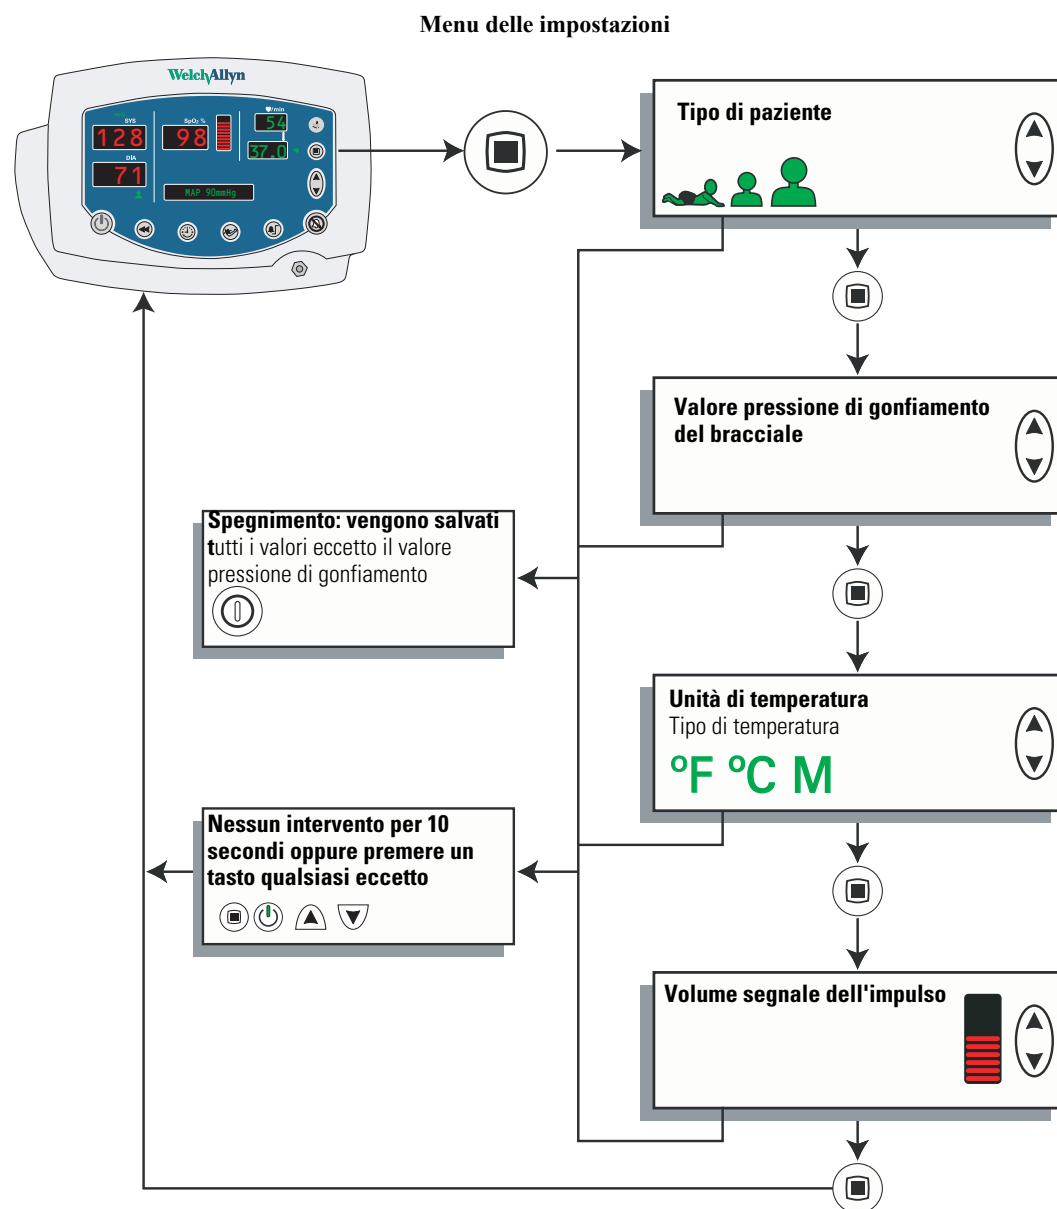 Menu delle impostazioni
WelchAllyn
SYS
SpO2 %
/min
128
98
54
37.0
DIA
71
MAP 90mmHg
Tipo di paziente
Valore pressione di gonfiamento
del bracciale
Spegnimento: vengono salvati
tutti i valori eccetto il valore
pressione di gonfiamento
Unità di temperatura
Tipo di temperatura
°F °C M
Nessun intervento per 10
secondi oppure premere un
tasto qualsiasi eccetto
Volume segnale dell'impulso